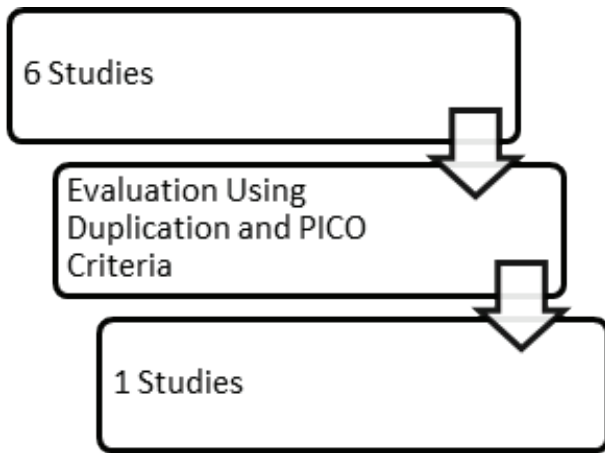 6 Studies
Evaluation Using
Duplication and PICO
Criteria
1 Studies